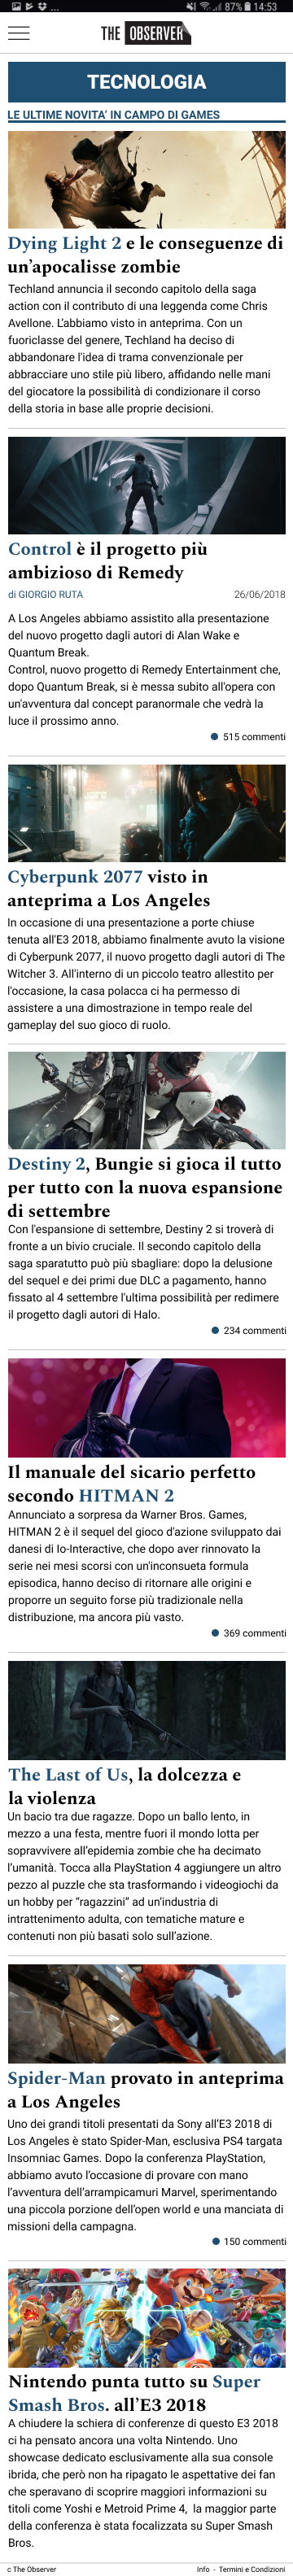 87% 14:53
THE OBSERVER
TECNOLOGIA
LE ULTIME NOVITA' IN CAMPO DI GAMES
Dying Light 2 e le conseguenze di
un'apocalisse zombie
Techland annuncia il secondo capitolo della saga
action con il contributo di una leggenda come Chris
Avellone. L'abbiamo visto in anteprima. Con un
fuoriclasse del genere, Techland ha deciso di
abbandonare l'idea di trama convenzionale per
abbracciare uno stile più libero, affidando nelle mani
del giocatore la possibilità di condizionare il corso
della storia in base alle proprie decisioni.
Control è il progetto più
ambizioso di Remedy
di GIORGIO RUTA 26/06/2018
A Los Angeles abbiamo assistito alla presentazione
del nuovo progetto dagli autori di Alan Wake e
Quantum Break.
Control, nuovo progetto di Remedy Entertainment che,
dopo Quantum Break, si è messa subito all'opera con
un'avventura dal concept paranormale che vedrà la
luce il prossimo anno.
515 commenti
Cyberpunk 2077 visto in
anteprima a Los Angeles
In occasione di una presentazione a porte chiuse
tenuta all'E3 2018, abbiamo finalmente avuto la visione
di Cyberpunk 2077, il nuovo progetto dagli autori di The
Witcher 3. All'interno di un piccolo teatro allestito per
l'occasione, la casa polacca ci ha permesso di
assistere a una dimostrazione in tempo reale del
gameplay del suo gioco di ruolo.
Destiny 2, Bungie si gioca il tutto
per tutto con la nuova espansione
di settembre
Con l'espansione di settembre, Destiny 2 si troverà di
fronte a un bivio cruciale. Il secondo capitolo della
saga sparatutto può più sbagliare: dopo la delusione
del sequel e dei primi due DLC a pagamento, hanno
fissato al 4 settembre l'ultima possibilità per redimere
il progetto dagli autori di Halo.
234 commenti
Il manuale del sicario perfetto
secondo HITMAN 2
Annunciato a sorpresa da Warner Bros. Games,
HITMAN 2 è il sequel del gioco d'azione sviluppato dai
danesi di Io-Interactive, che dopo aver rinnovato la
serie nei mesi scorsi con un'inconsueta formula
episodica, hanno deciso di ritornare alle origini e
proporre un seguito forse più tradizionale nella
distribuzione, ma ancora più vasto.
369 commenti
The Last of Us, la dolcezza e
la violenza
Un bacio tra due ragazze. Dopo un ballo lento, in
mezzo a una festa, mentre fuori il mondo lotta per
sopravvivere all'epidemia zombie che ha decimato
l'umanità. Tocca alla PlayStation 4 aggiungere un altro
pezzo al puzzle che sta trasformando i videogiochi da
un hobby per "ragazzini" ad un'industria di
intrattenimento adulta, con tematiche mature e
contenuti non più basati solo sull'azione.
Spider-Man provato in anteprima
a Los Angeles
Uno dei grandi titoli presentati da Sony all'E3 2018 di
Los Angeles è stato Spider-Man, esclusiva PS4 targata
Insomniac Games. Dopo la conferenza PlayStation,
abbiamo avuto l'occasione di provare con mano
l'avventura dell'arrampicamuri Marvel, sperimentando
una piccola porzione dell'open world e una manciata di
missioni della campagna.
150 commenti
Nintendo punta tutto su Super
Smash Bros. all'E3 2018
A chiudere la schiera di conferenze di questo E3 2018
ci ha pensato ancora una volta Nintendo. Uno
showcase dedicato esclusivamente alla sua console
ibrida, che però non ha ripagato le aspettative dei fan
che speravano di scoprire maggiori informazioni su
titoli come Yoshi e Metroid Prime 4, la maggior parte
della conferenza è stata focalizzata su Super Smash
Bros.
c The Observer Info - Termini e Condizioni